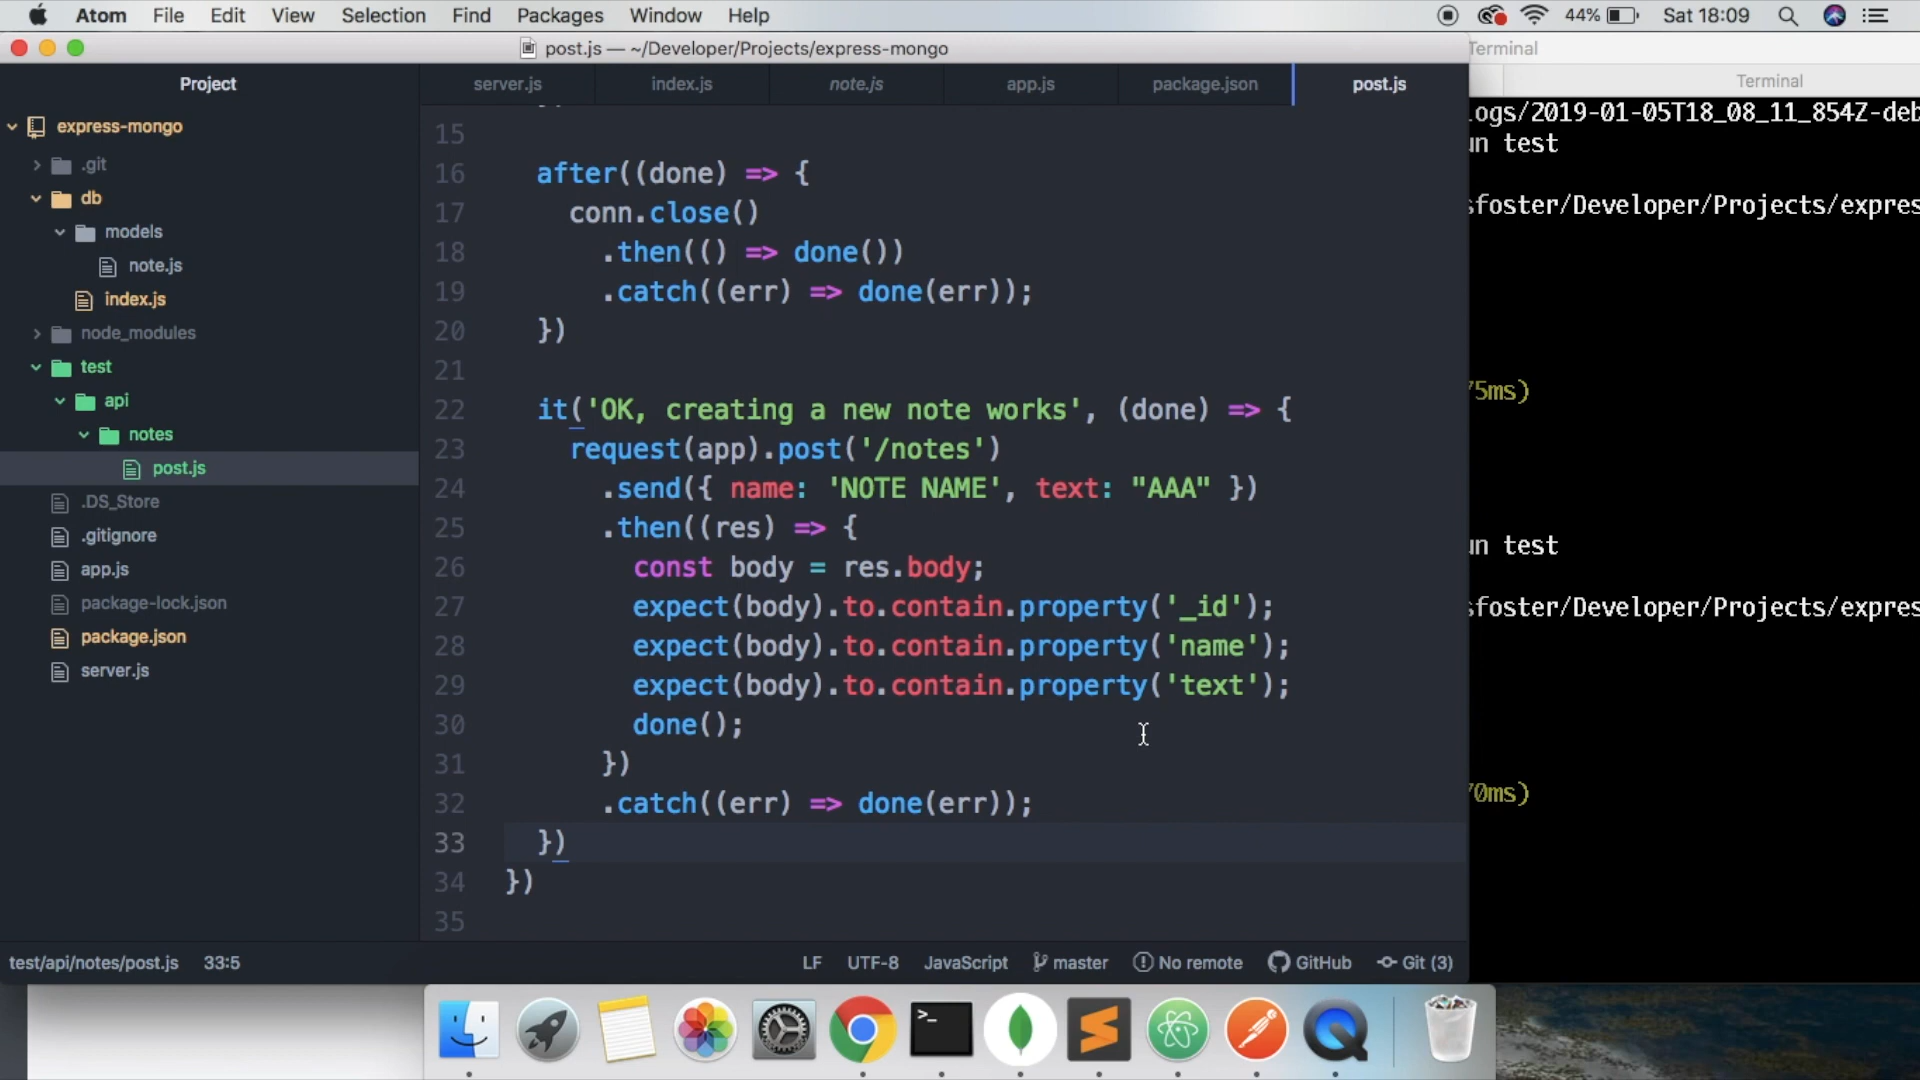 Atom File Edit View Selection Find Packages Window Help 44% Sat 18:09
post.js — ~/Developer/Projects/express-mongo
Terminal
Project
server.js index.js note.js app.js package.json post.js
Terminal
express-mongo
.git
db
models
note.js
index.js
node_modules
test
api
notes
post.js
.DS_Store
.gitignore
app.js
package-lock.json
package.json
server.js
15
16 after((done) => {
17 conn.close()
18 .then(() => done())
19 .catch((err) => done(err));
20 })
21
22 it('OK, creating a new note works', (done) => {
23 request(app).post('/notes')
24 .send({ name: 'NOTE NAME', text: "AAA" })
25 .then((res) => {
26 const body = res.body;
27 expect(body).to.contain.property('_id');
28 expect(body).to.contain.property('name');
29 expect(body).to.contain.property('text');
30 done();
31 })
32 .catch((err) => done(err));
33 })
34 })
35
ogs/2019-01-05T18_08_11_854Z-deb
un test
sfoster/Developer/Projects/expres
75ms)
un test
sfoster/Developer/Projects/expres
70ms)
test/api/notes/post.js 33:5 LF UTF-8 JavaScript master No remote GitHub Git (3)